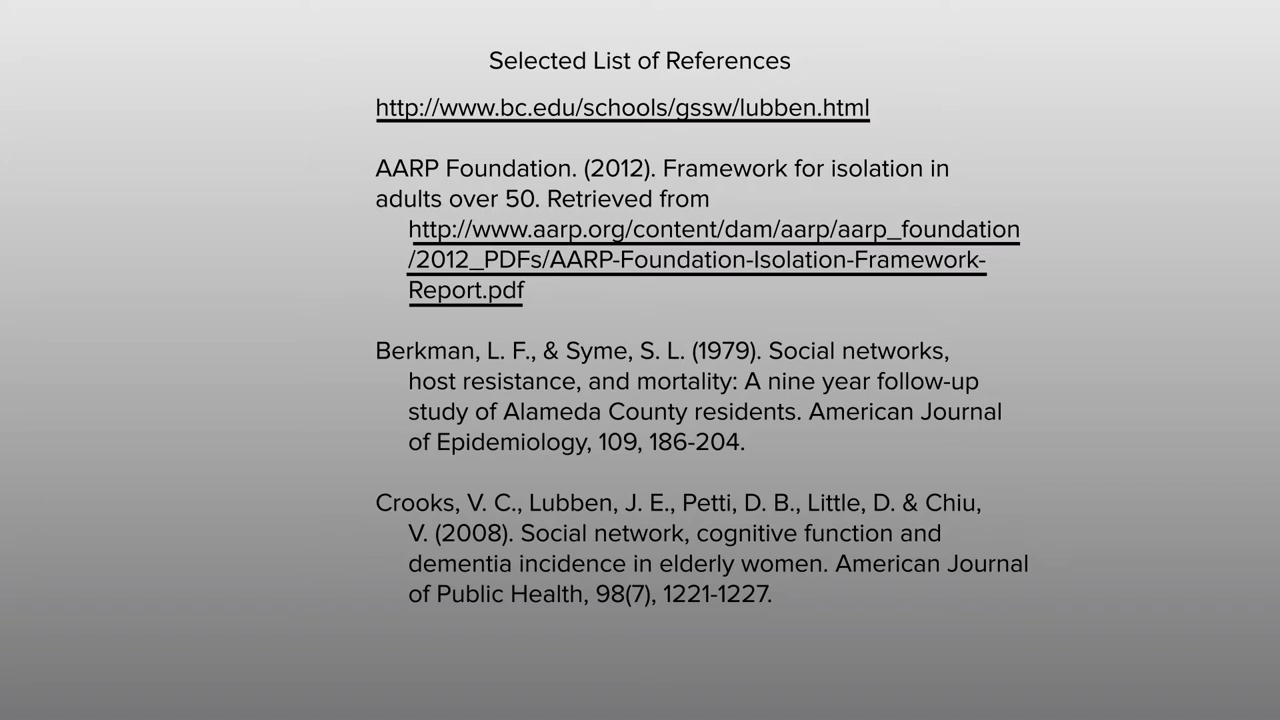 Selected List of References
http://www.bc.edu/schools/gssw/lubben.html
AARP Foundation. (2012). Framework for isolation in
adults over 50. Retrieved from
http://www.aarp.org/content/dam/aarp/aarp_foundation
/2012_PDFs/AARP-Foundation-Isolation-Framework-
Report.pdf
Berkman, L. F., & Syme, S. L. (1979). Social networks,
host resistance, and mortality: A nine year follow-up
study of Alameda County residents. American Journal
of Epidemiology, 109, 186-204.
Crooks, V. C., Lubben, J. E., Petti, D. B., Little, D. & Chiu,
V. (2008). Social network, cognitive function and
dementia incidence in elderly women. American Journal
of Public Health, 98(7), 1221-1227.